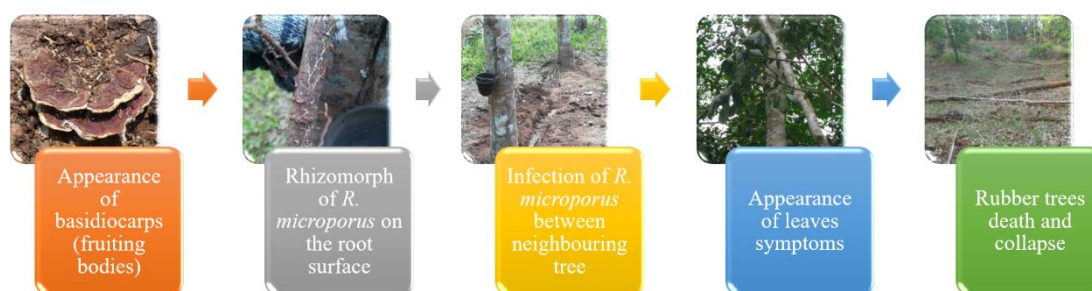 Appearance
of
basidiocarps
(fruiting
bodies)
Rhizomorph
of R.
microporus on
the root
surface
Infection of R.
microporus
between
neighbouring
tree
Appearance
of leaves
symptoms
Rubber trees
death and
collapse